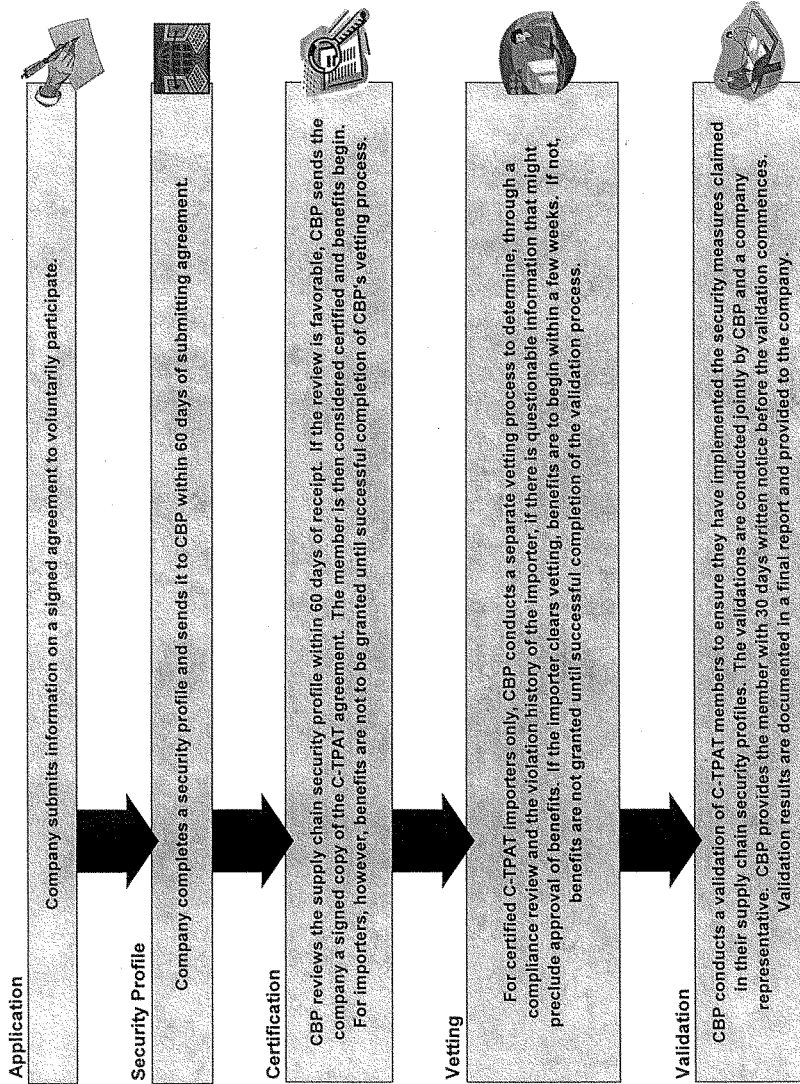 Application
Company submits information on a signed agreement to voluntarily participate.
Security Profile
Company completes a security profile and sends it to CBP within 60 days of submitting agreement.
Certification
CBP reviews the supply chain security profile within 60 days of receipt. If the review is favorable, CBP sends the
company a signed copy of the C-TPAT agreement. The member is then considered certified and benefits begin.
For importers, however, benefits are not to be granted until successful completion of CBP's vetting process.
Vetting
For certified C-TPAT importers only, CBP conducts a separate vetting process to determine, through a
compliance review and the violation history of the importer, if there is questionable information that might
preclude approval of benefits. If the importer clears vetting, benefits are to begin within a few weeks. If not,
benefits are not granted until successful completion of the validation process.
Validation
CBP conducts a validation of C-TPAT members to ensure they have implemented the security measures claimed
in their supply chain security profiles. The validations are conducted jointly by CBP and a company
representative. CBP provides the member with 30 days written notice before the validation commences.
Validation results are documented in a final report and provided to the company.